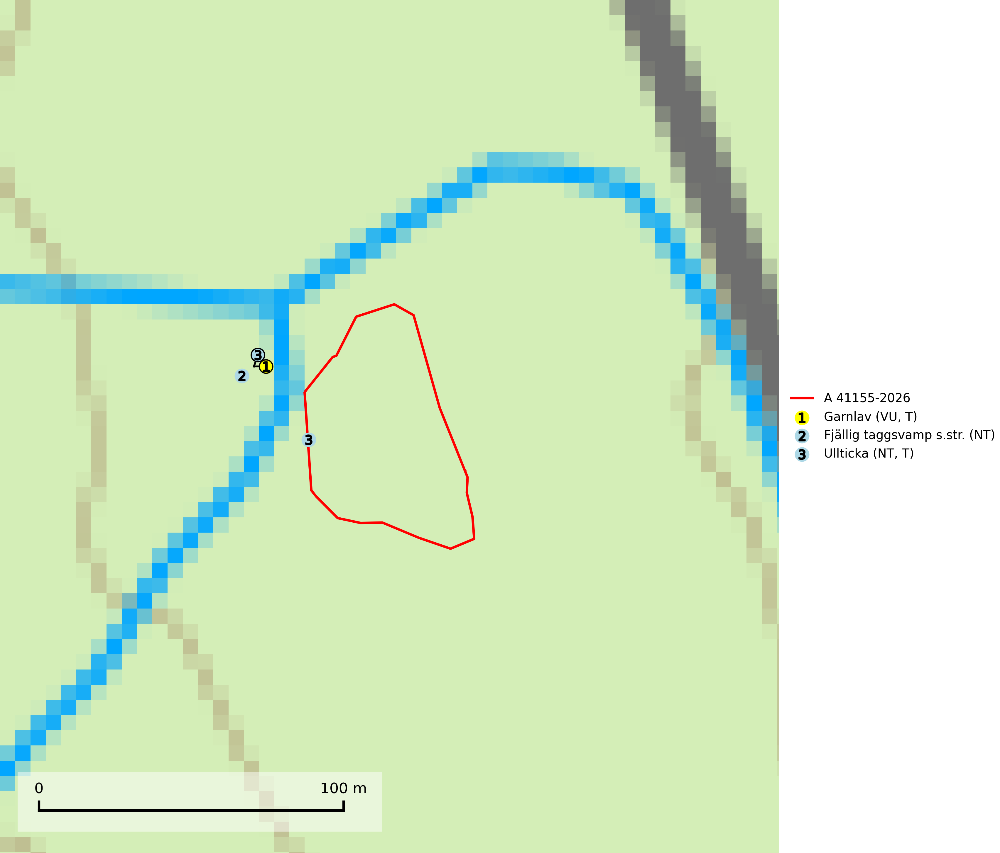 3
1
2
3
A 41155-2026
1 Garnlav (VU, T)
2 Fjällig taggsvamp s.str. (NT)
3 Ullticka (NT, T)
0 100 m